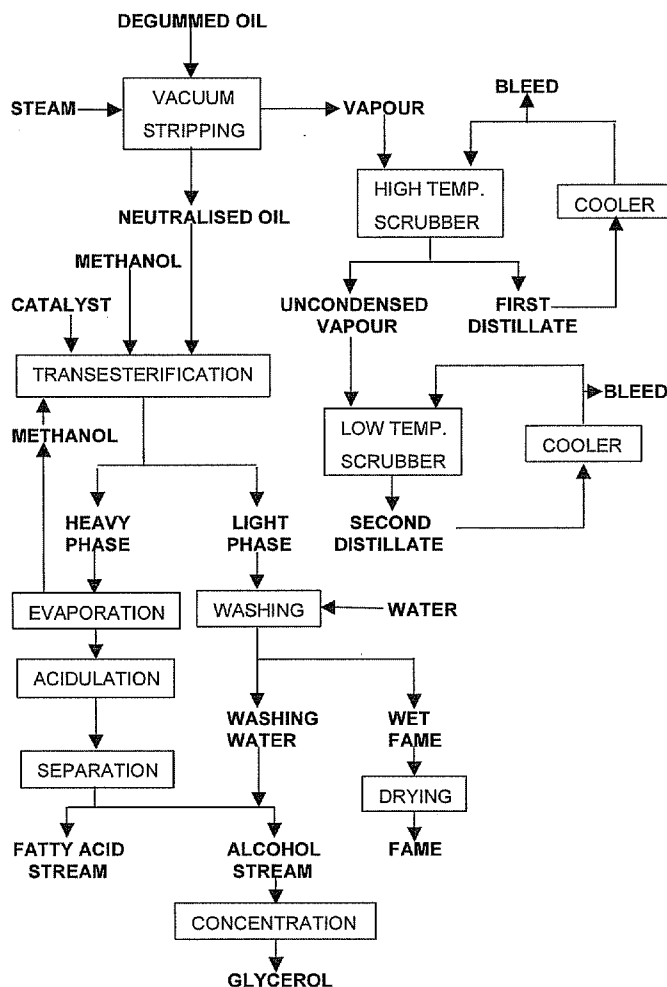 DEGUMMED OIL
STEAM
VACUUM
STRIPPING
VAPOUR
BLEED
HIGH TEMP.
SCRUBBER
COOLER
NEUTRALISED OIL
METHANOL
CATALYST
UNCONDENSED
VAPOUR
FIRST
DISTILLATE
TRANSESTERIFICATION
METHANOL
BLEED
LOW TEMP.
SCRUBBER
COOLER
HEAVY
PHASE
LIGHT
PHASE
SECOND
DISTILLATE
EVAPORATION
WASHING
WATER
ACIDULATION
WASHING
WATER
WET
FAME
SEPARATION
DRYING
FATTY ACID
STREAM
ALCOHOL
STREAM
FAME
CONCENTRATION
GLYCEROL